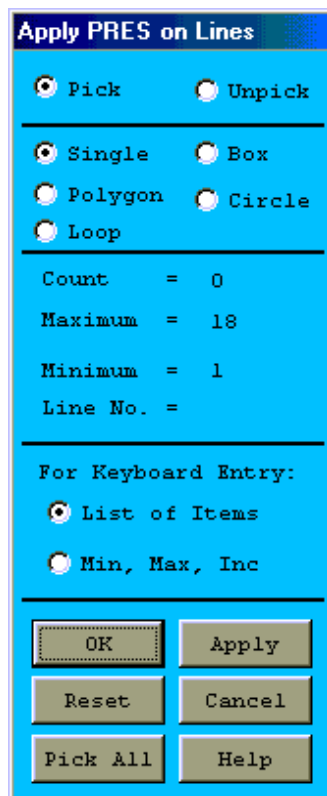 Apply PRES on Lines
Pick Unpick
Single Box
Polygon Circle
Loop
Count = 0
Maximum = 18
Minimum = 1
Line No. =
For Keyboard Entry:
List of Items
Min, Max, Inc
OK Apply
Reset Cancel
Pick All Help